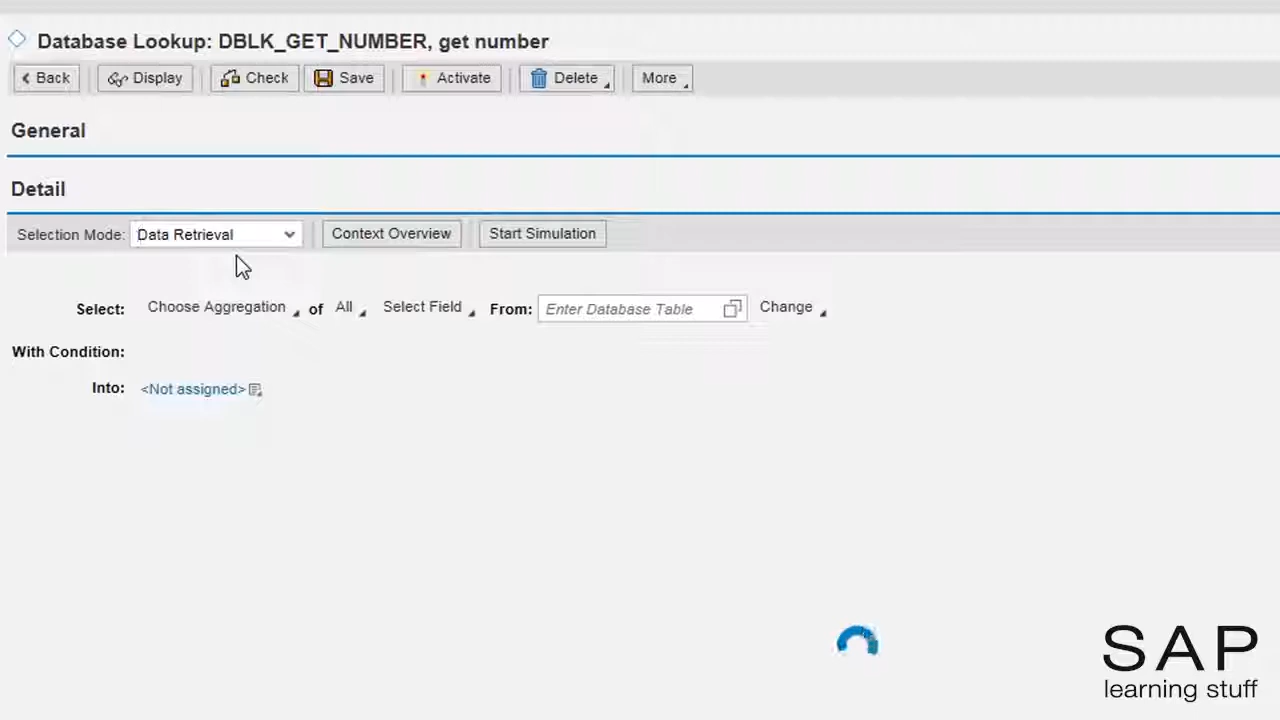 Database Lookup: DBLK_GET_NUMBER, get number
Back Display Check Save Activate Delete More
General
Detail
Selection Mode: Data Retrieval Context Overview Start Simulation
Select: Choose Aggregation of All Select Field From: Enter Database Table Change
With Condition:
Into: <Not assigned>
SAP
learning stuff